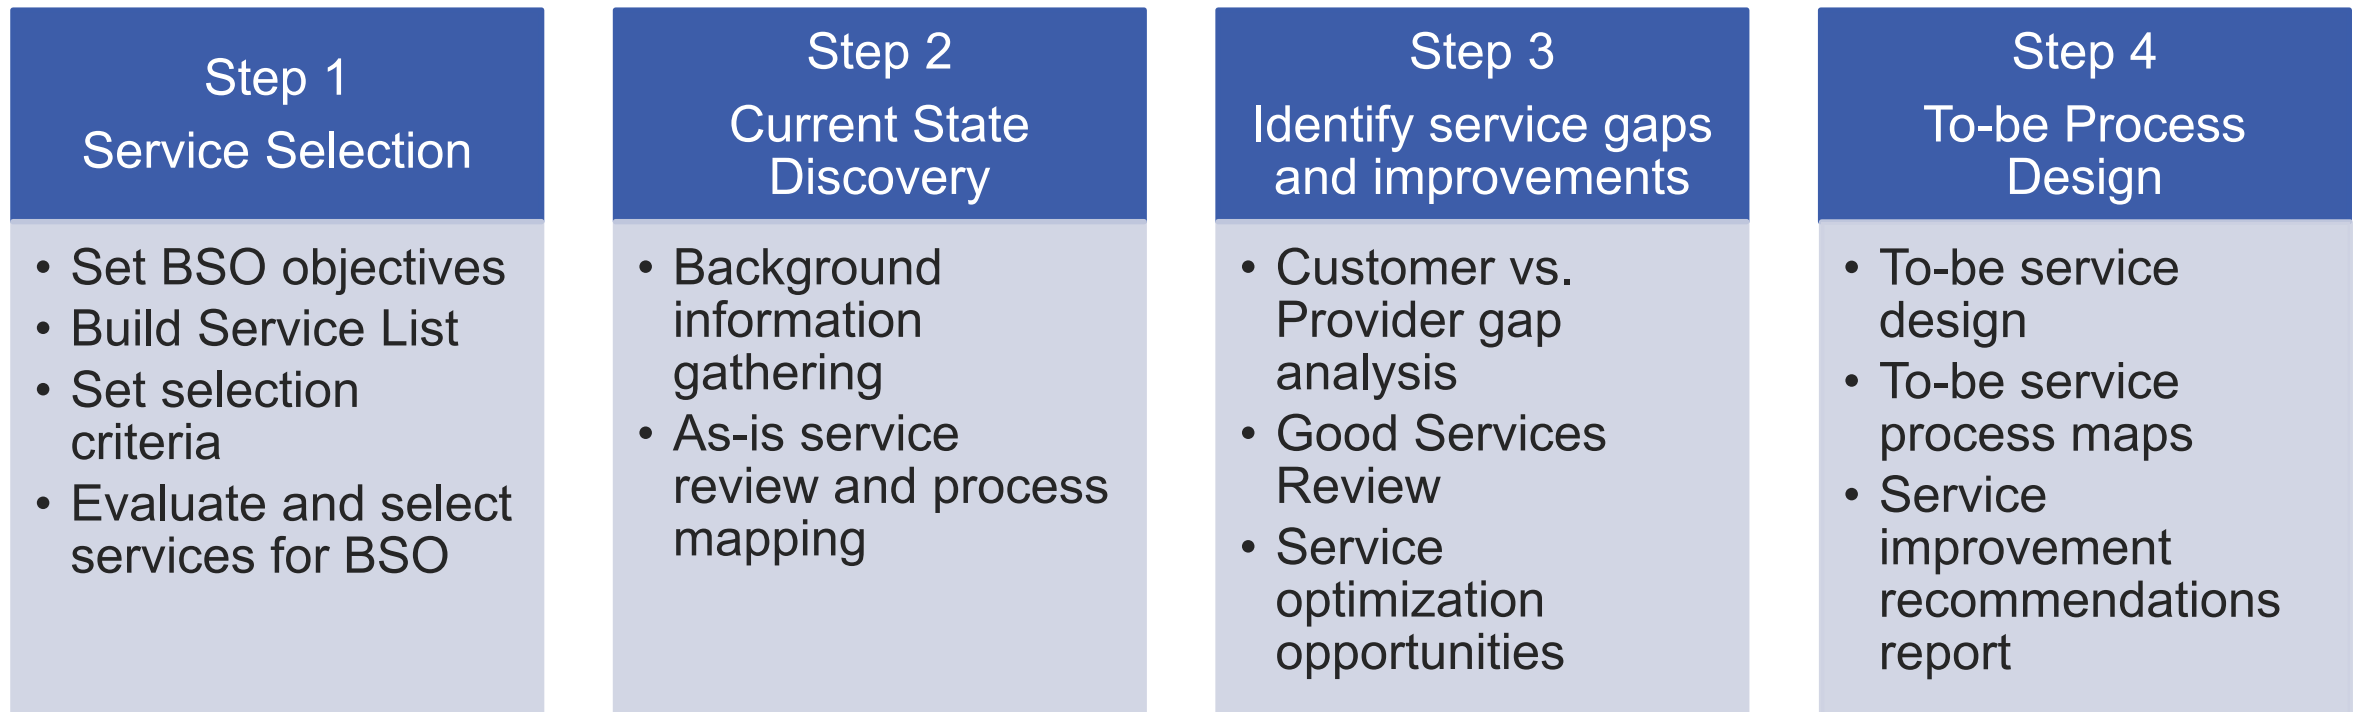 Step 1
Service Selection
• Set BSO objectives
• Build Service List
• Set selection
criteria
• Evaluate and select
services for BSO
Step 2
Current State
Discovery
• Background
information
gathering
• As-is service
review and process
mapping
Step 3
Identify service gaps
and improvements
• Customer vs.
Provider gap
analysis
• Good Services
Review
• Service
optimization
opportunities
Step 4
To-be Process
Design
• To-be service
design
• To-be service
process maps
• Service
improvement
recommendations
report